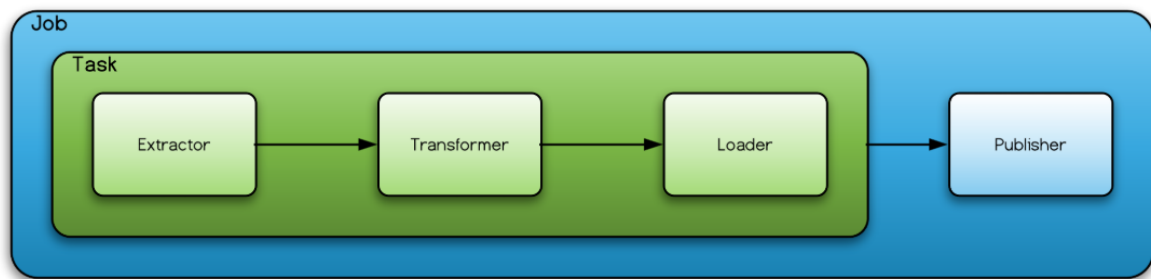 Job
Task
Extractor
Transformer
Loader
Publisher